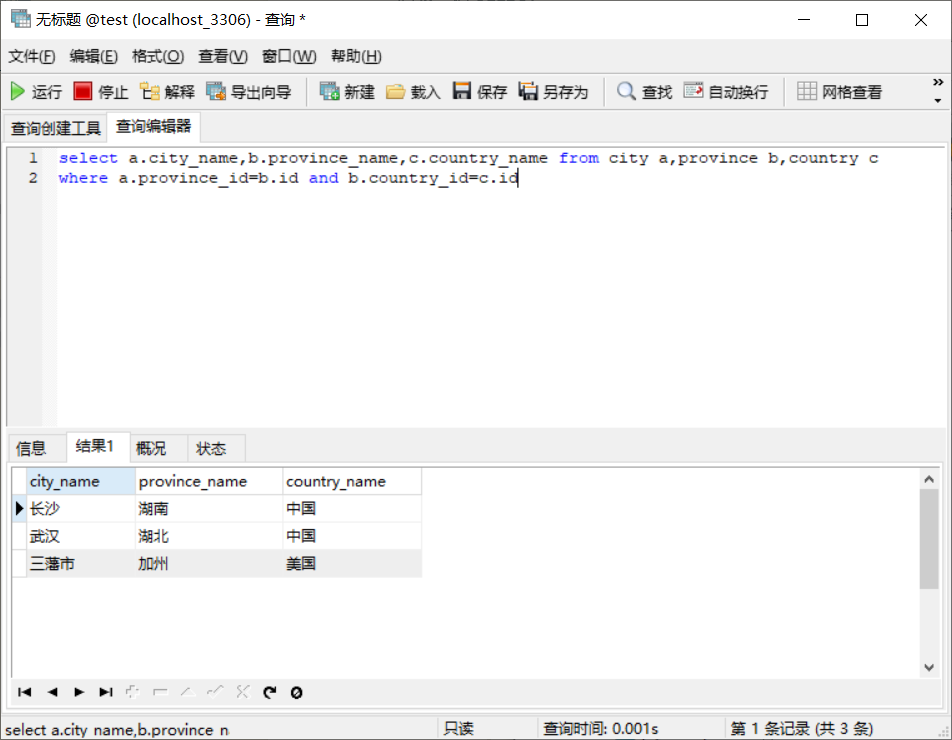 无标题 @test (localhost_3306) - 查询 *
文件(F) 编辑(E) 格式(O) 查看(V) 窗口(W) 帮助(H)
运行 停止 解释 导出向导 新建 载入 保存 另存为 查找 自动换行 网格查看
查询创建工具 查询编辑器
1 select a.city_name,b.province_name,c.country_name from city a,province b,country c
2 where a.province_id=b.id and b.country_id=c.id
信息 结果1 概况 状态
city_name province_name country_name
长沙 湖南 中国
武汉 湖北 中国
三藩市 加州 美国
select a.city_name,b.province_n 只读 查询时间: 0.001s 第 1 条记录 (共 3 条)